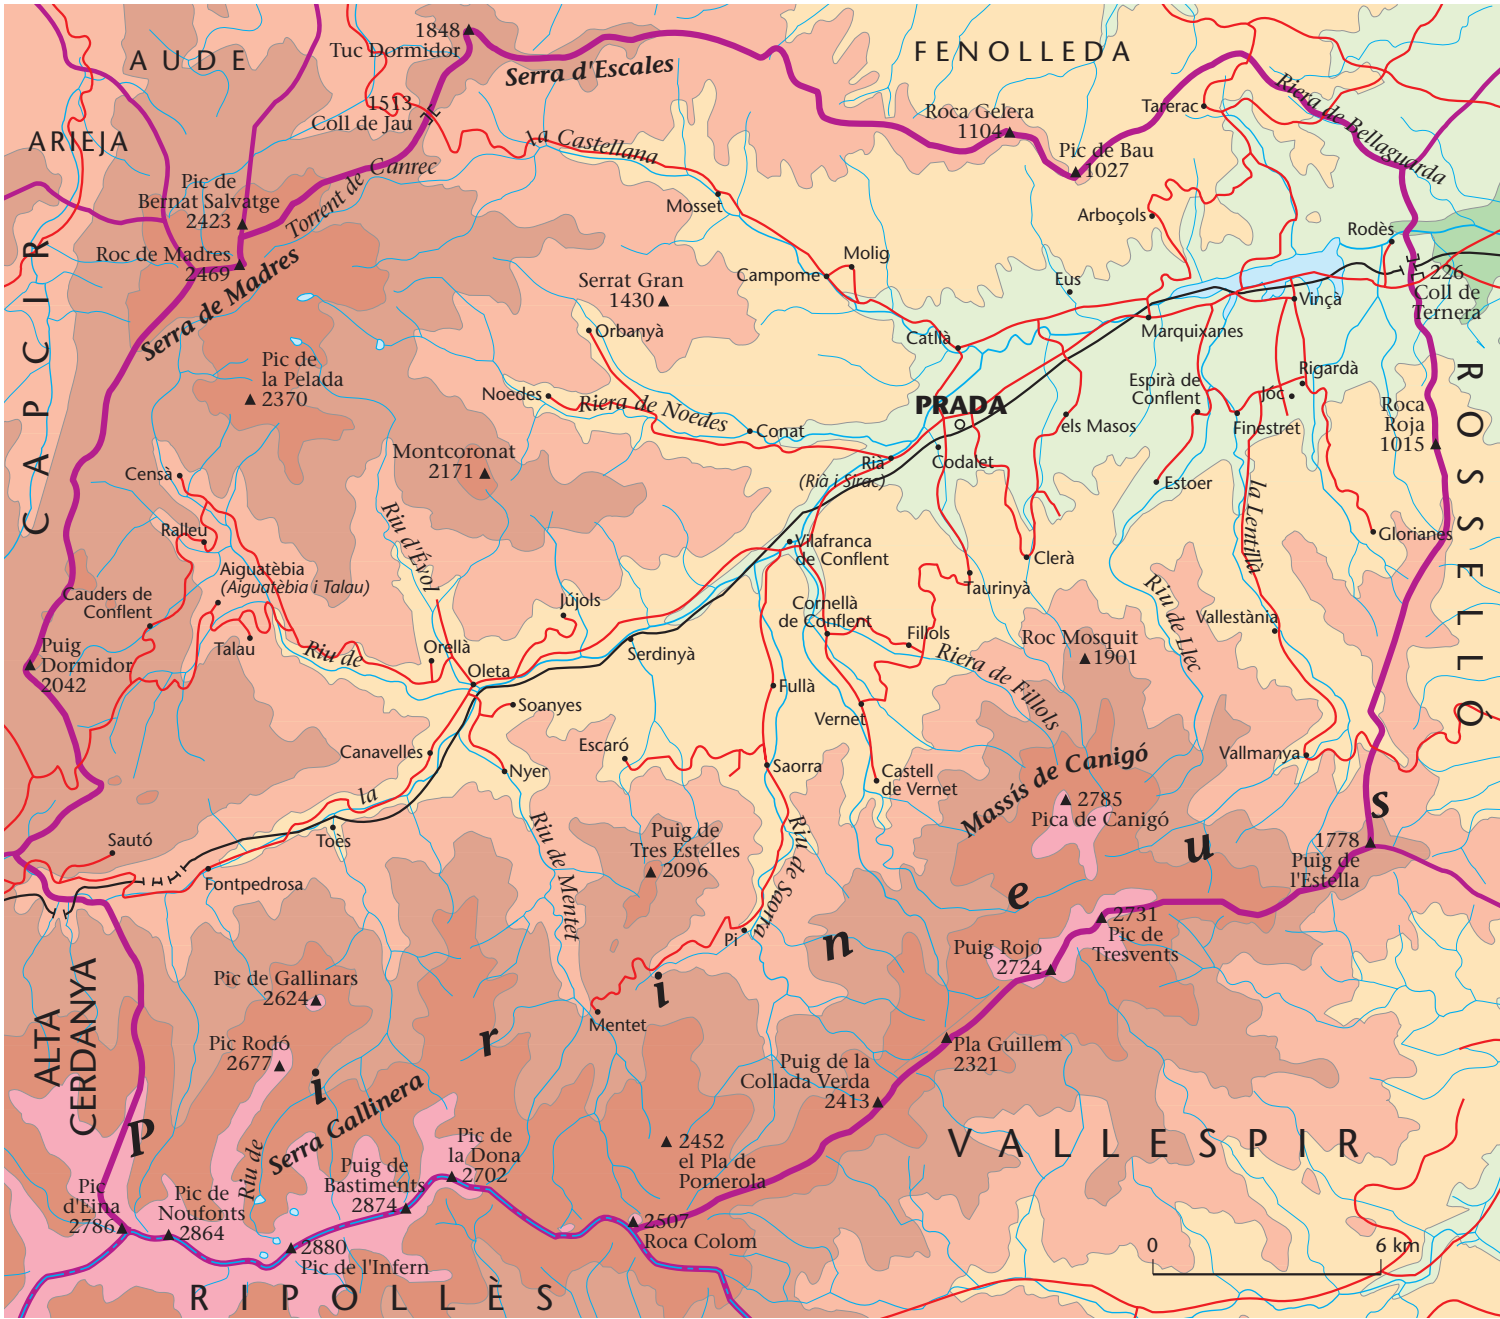 1848
Tuc Dormidor
AUDE
Serra d'Escales
FENOLLEDA
1513
Coll de Jau
ARIEJA
la Castellana
Roca Gelera
1104
Tarerac
Riera de Bellaguarda
Pic de Bau
1027
Torrent de Canrec
Pic de
Bernat Salvatge
2423
Mosset
Arboçols
Rodès
Roc de Madres
2469
Serra de Madres
CAPCIR
Molig
Campome
Serrat Gran
1430
Eus
226
Coll de
Ternera
Vinçà
Orbanyà
Catllà
Marquixanes
Pic de
la Pelada
2370
Noedes
Riera de Noedes
Conat
PRADA
Espirà de
Conflent
Jóc
Rigardà
Finestret
els Masos
Roca
Roja
1015
ROSSELLÓ
Montcoronat
2171
Censà
Rià
(Rià i Sirac)
Codalet
Estoer
Riu d'Évol
la Lentillà
Ralleu
Vilafranca
de Conflent
Glorianes
Clerà
Aiguatèbia
(Aiguatèbia i Talau)
Cauders de
Conflent
Jújols
Cornellà
de Conflent
Taurinyà
Riu de Llec
Vallestània
Talau
Puig
Dormidor
2042
Riu de
Orellà
Oleta
Serdinyà
Fillols
Riera de Fillols
Roc Mosquit
1901
Fullà
Soanyes
Vernet
Canavelles
Escaró
Nyer
Saorra
Castell
de Vernet
Massís de Canigó
Vallmanya
2785
Pica de Canigó
la
Toès
Sautó
Fontpedrosa
Riu de Mentet
Puig de
Tres Estelles
2096
Riu de Saorra
1778
Puig de
l'Estella
Pi
2731
Pic de
Tresvents
Puig Rojo
2724
ALTA
CERDANYA
Pic de Gallinars
2624
Mentet
Pic Rodó
2677
Pla Guillem
2321
Puig de la
Collada Verda
2413
Serra Gallinera
Riu de
Pirineus
VALLESPIR
Pic de
la Dona
2702
2452
el Pla de
Pomerola
Puig de
Bastiments
2874
Pic
d'Eina
2786
Pic de
Noufonts
2864
2507
Roca Colom
2880
Pic de l'Infern
RIPOLLÈS
0 6 km